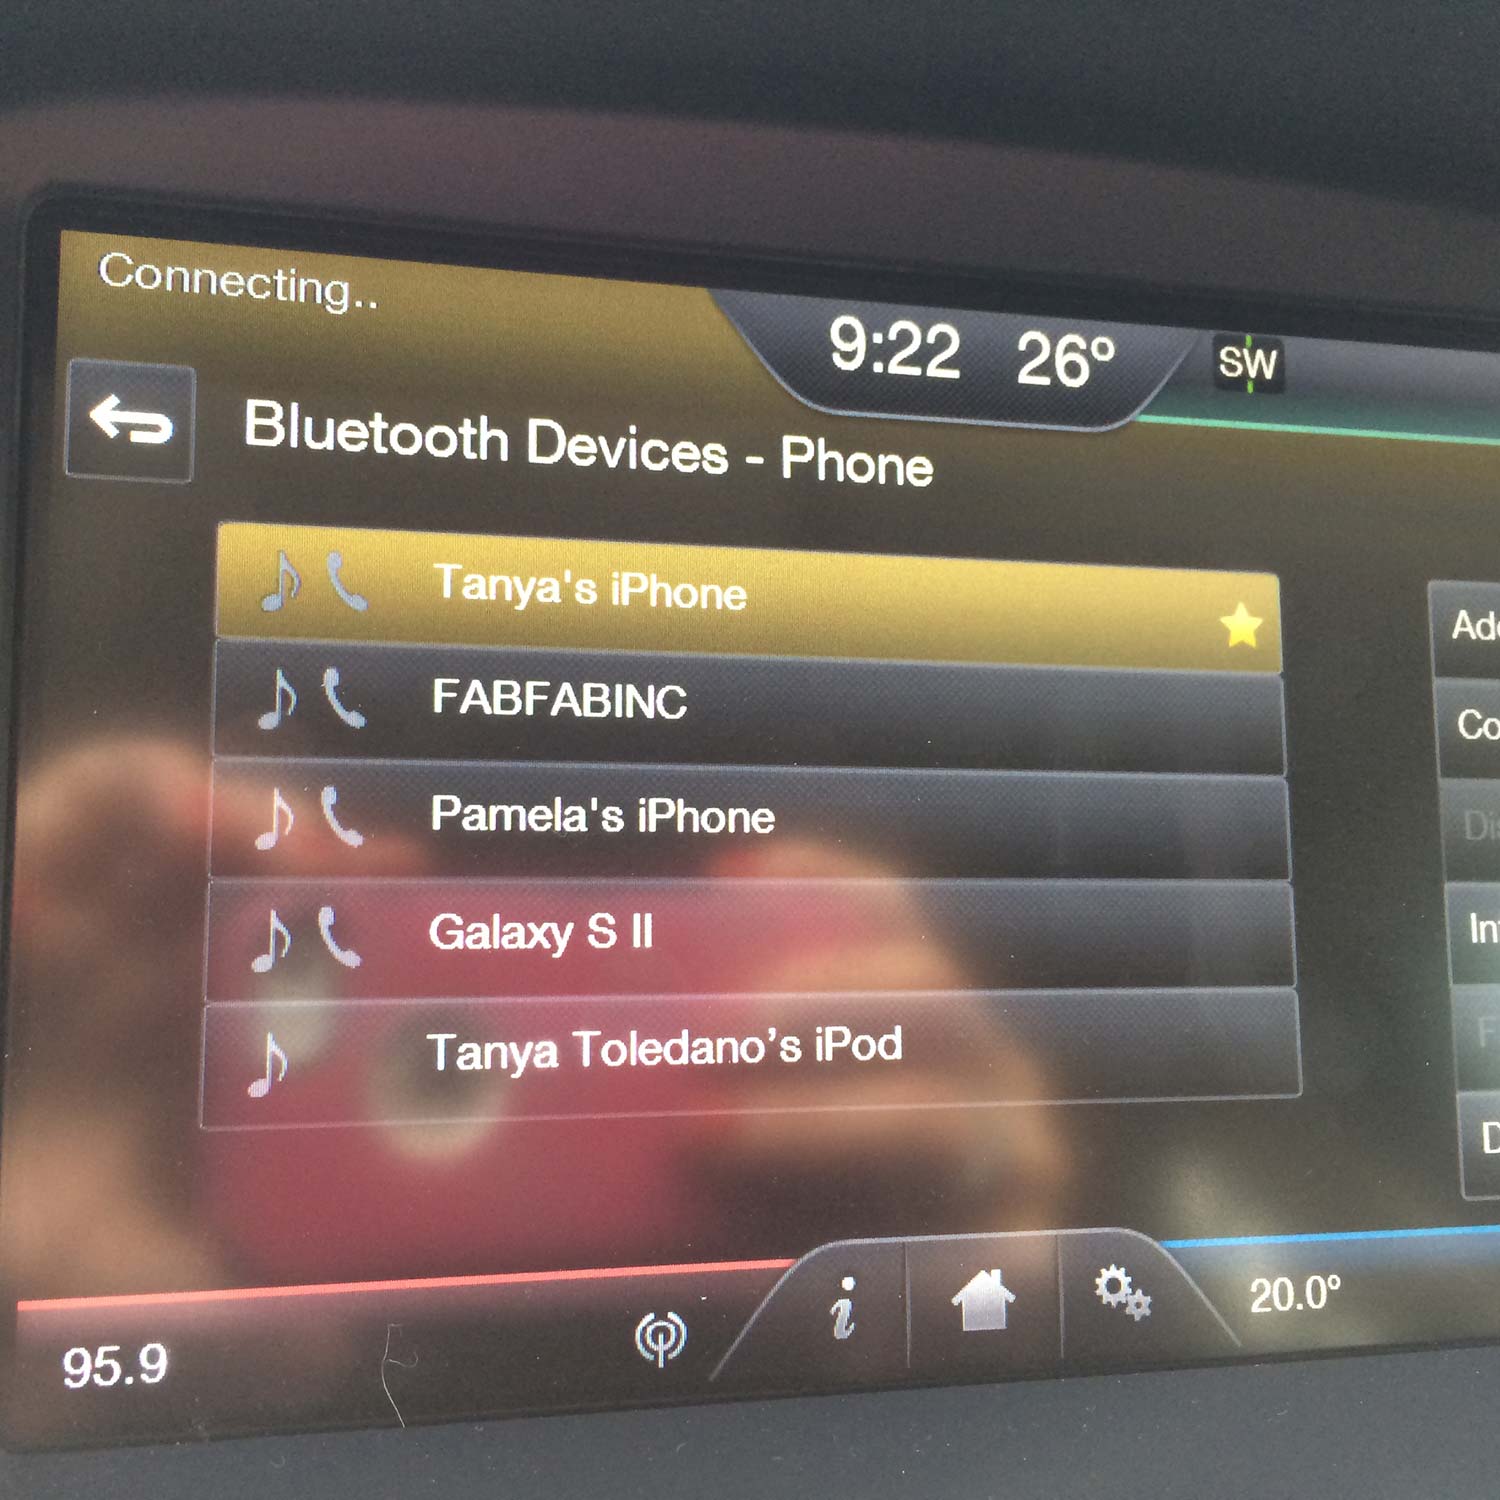 Connecting..
9:22 26° SW
Bluetooth Devices - Phone
Tanya's iPhone
FABFABINC
Pamela's iPhone
Galaxy S II
Tanya Toledano’s iPod
95.9
i
20.0°